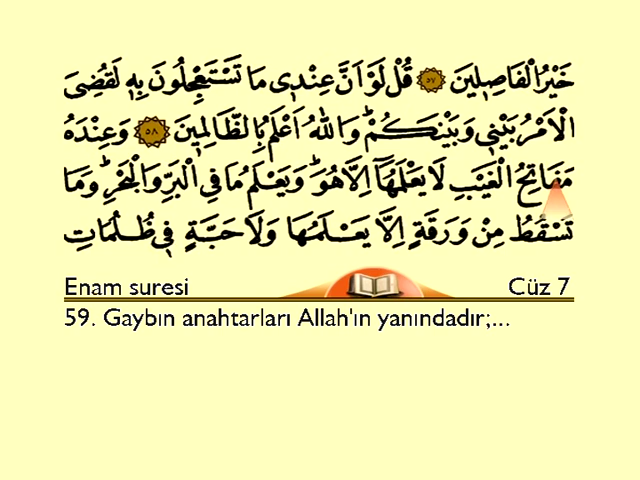 خَيْرُ الْفَاصِلِينَ ﴿٥٧﴾ قُلْ لَوْ اَنَّ عِنْدِي مَا تَسْتَعْجِلُونَ بِهِ لَقُضِيَ
الْاَمْرُ بَيْنِي وَبَيْنَكُمْ وَاللّٰهُ اَعْلَمُ بِالظَّالِمِينَ ﴿٥٨﴾ وَعِنْدَهُ
مَفَاتِحُ الْغَيْبِ لَا يَعْلَمُهَٓا اِلَّا هُوَ وَيَعْلَمُ مَا فِي الْبَرِّ وَالْبَحْرِ وَمَا
تَسْقُطُ مِنْ وَرَقَةٍ اِلَّا يَعْلَمُهَا وَلَا حَبَّةٍ فِي ظُلُمَاتِ
Enam suresi Cüz 7
59. Gaybın anahtarları Allah'ın yanındadır;...